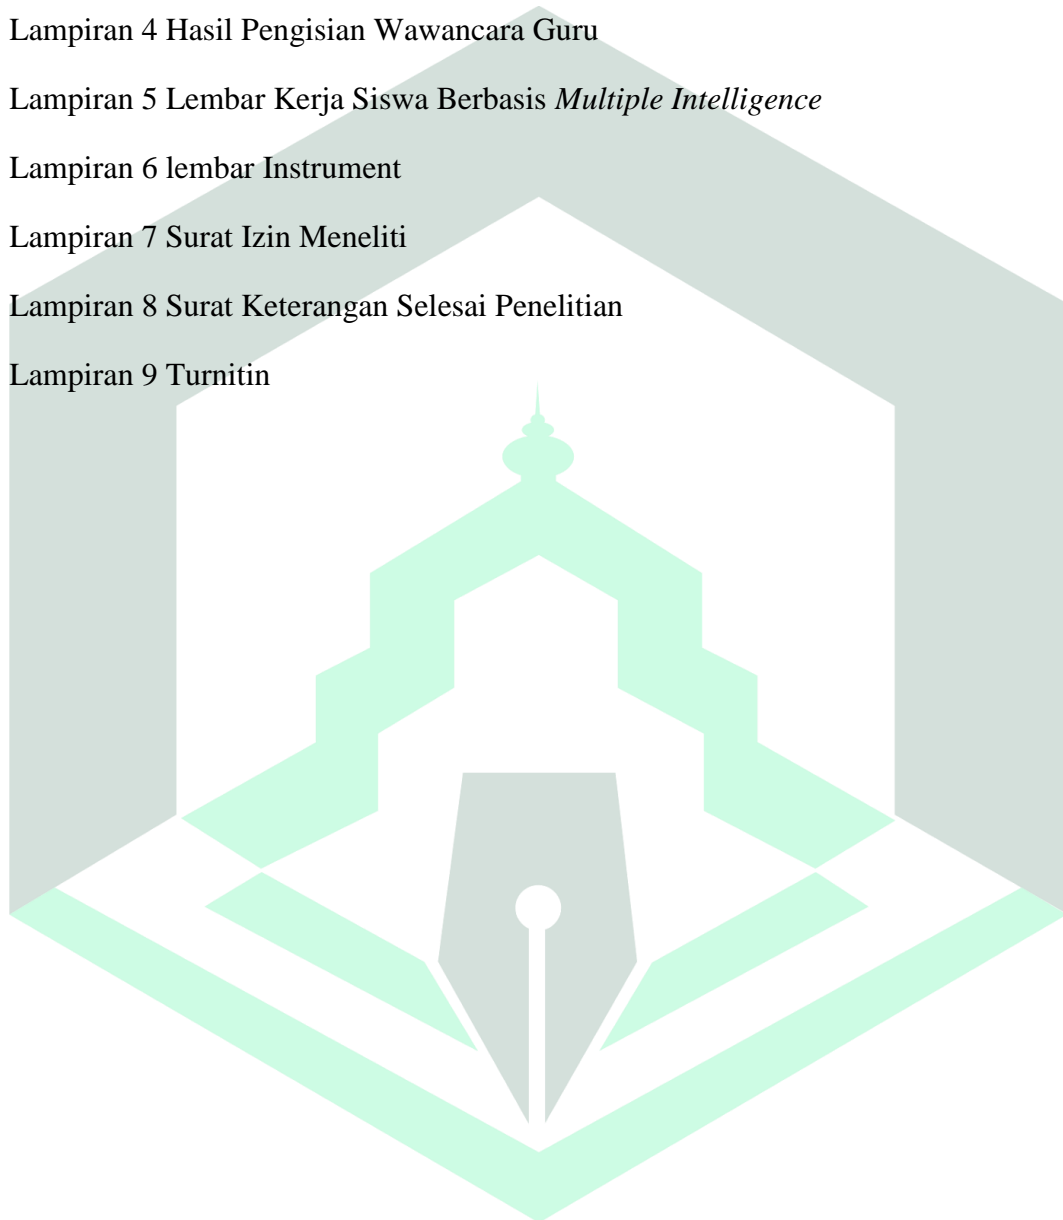 Lampiran 4 Hasil Pengisian Wawancara Guru
Lampiran 5 Lembar Kerja Siswa Berbasis Multiple Intelligence
Lampiran 6 lembar Instrument
Lampiran 7 Surat Izin Meneliti
Lampiran 8 Surat Keterangan Selesai Penelitian
Lampiran 9 Turnitin